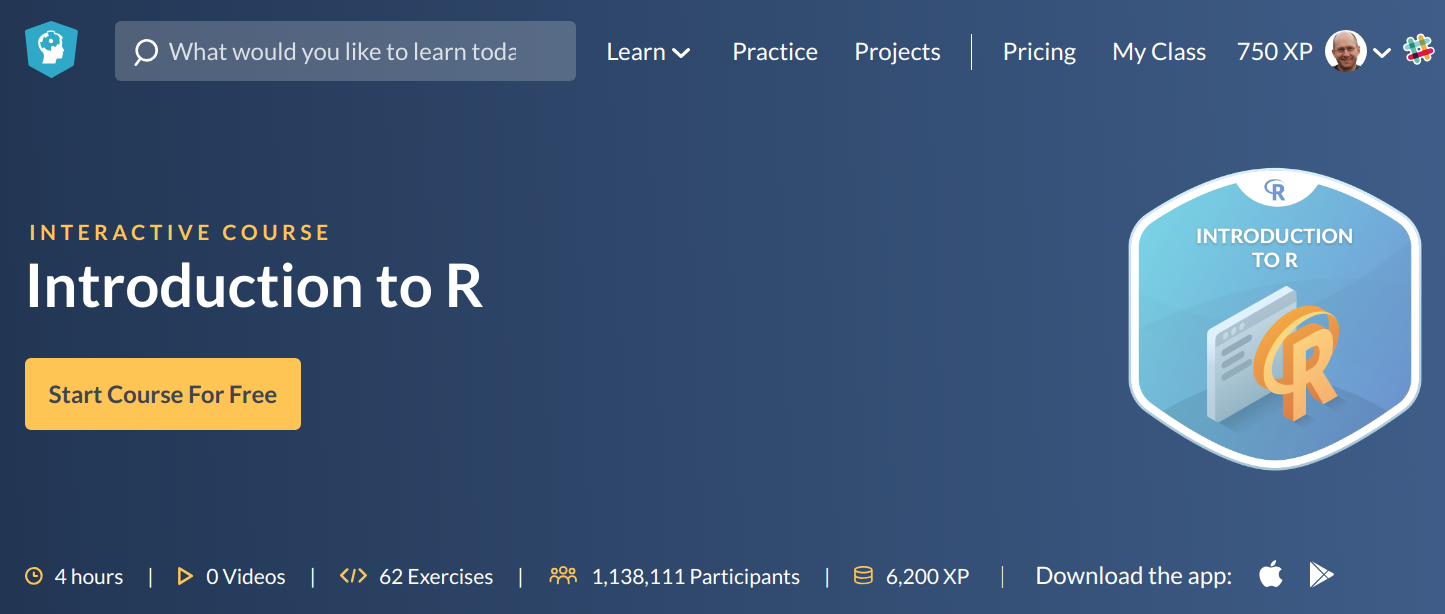 What would you like to learn toda
Learn
Practice
Projects
Pricing
My Class
750 XP
INTERACTIVE COURSE
Introduction to R
Start Course For Free
R
INTRODUCTION
TO R
R
4 hours | 0 Videos | </> 62 Exercises | 1,138,111 Participants | 6,200 XP | Download the app: